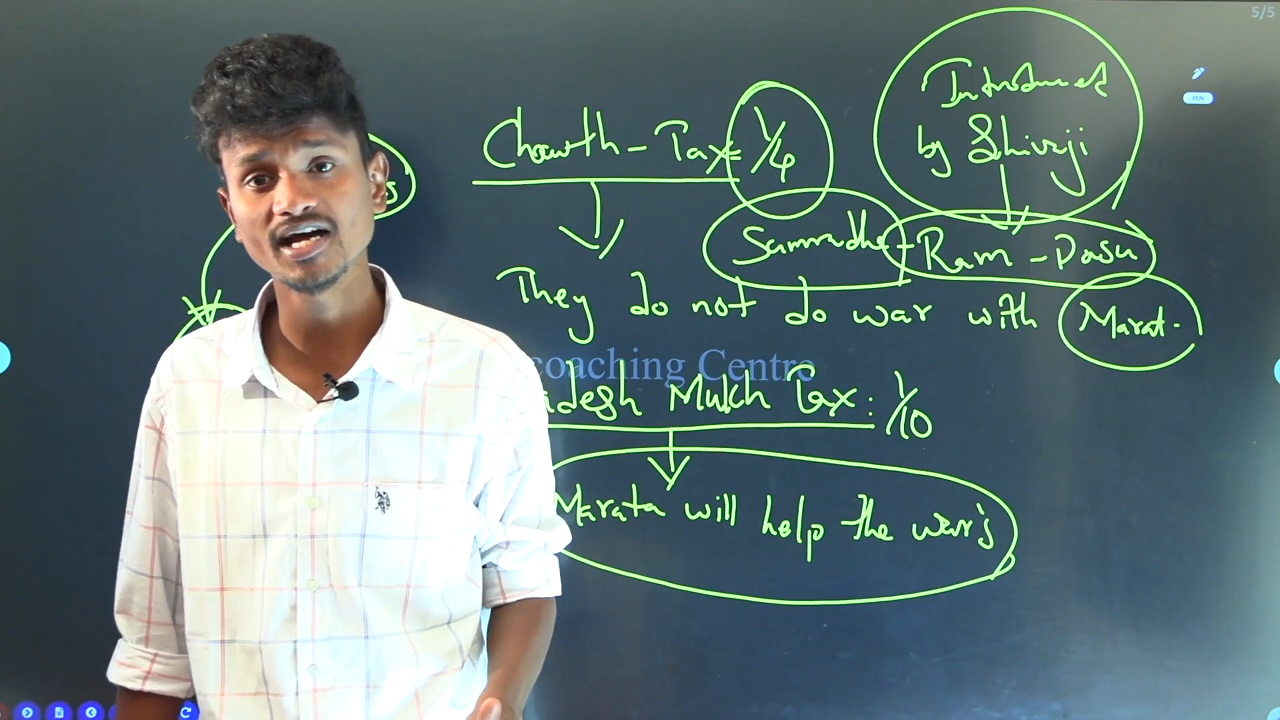 5/5
Introduced
by Shivaji
PEN
Chowth - Tax = 1/4
Samradhe - Ram - Dasu
They do not do war with Marat.
coaching Centre
adesh Mukh Tax : 1/10
Marata will help the war's